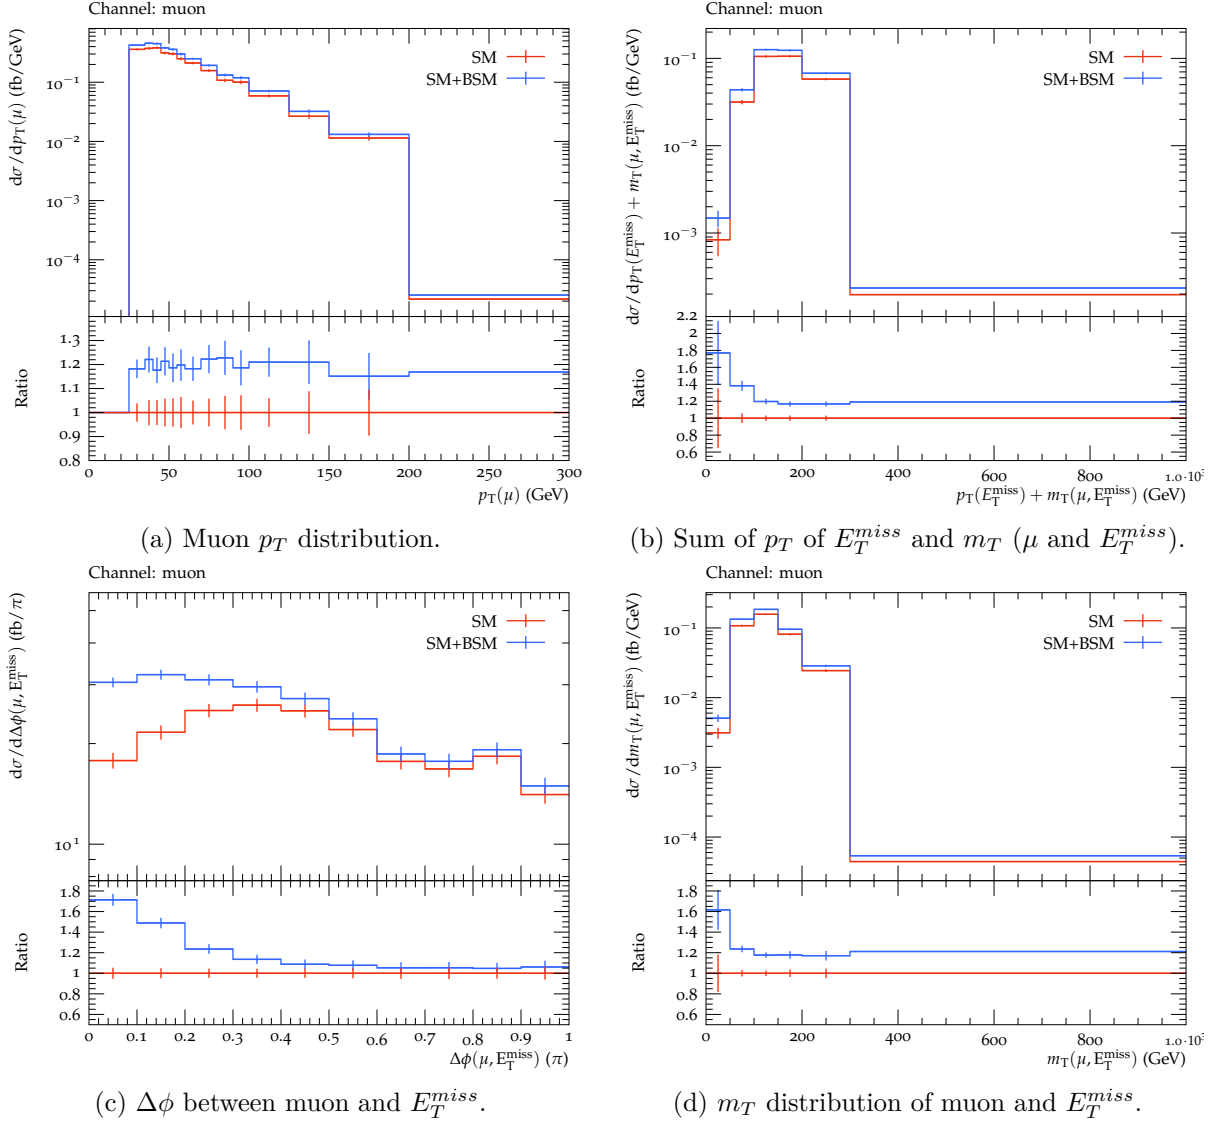 Channel: muon
dσ/dp_T(μ) (fb/GeV)
SM
SM+BSM
10^−1
10^−2
10^−3
10^−4
Ratio
1.3
1.2
1.1
1
0.9
0.8
0 50 100 150 200 250 300
p_T(μ) (GeV)
(a) Muon p_T distribution.
Channel: muon
dσ/dp_T(E_T^miss) + m_T(μ, E_T^miss) (fb/GeV)
SM
SM+BSM
10^−1
10^−2
10^−3
Ratio
2.2
2
1.8
1.6
1.4
1.2
1
0.8
0.6
0 200 400 600 800 1.0·10^3
p_T(E_T^miss) + m_T(μ, E_T^miss) (GeV)
(b) Sum of p_T of E_T^miss and m_T (μ and E_T^miss).
Channel: muon
dσ/dΔϕ(μ, E_T^miss) (fb/π)
SM
SM+BSM
10^1
Ratio
1.8
1.6
1.4
1.2
1
0.8
0.6
0 0.1 0.2 0.3 0.4 0.5 0.6 0.7 0.8 0.9 1
Δϕ(μ, E_T^miss) (π)
(c) Δϕ between muon and E_T^miss.
Channel: muon
dσ/dm_T(μ, E_T^miss) (fb/GeV)
SM
SM+BSM
10^−1
10^−2
10^−3
10^−4
Ratio
1.8
1.6
1.4
1.2
1
0.8
0.6
0 200 400 600 800 1.0·10^3
m_T(μ, E_T^miss) (GeV)
(d) m_T distribution of muon and E_T^miss.